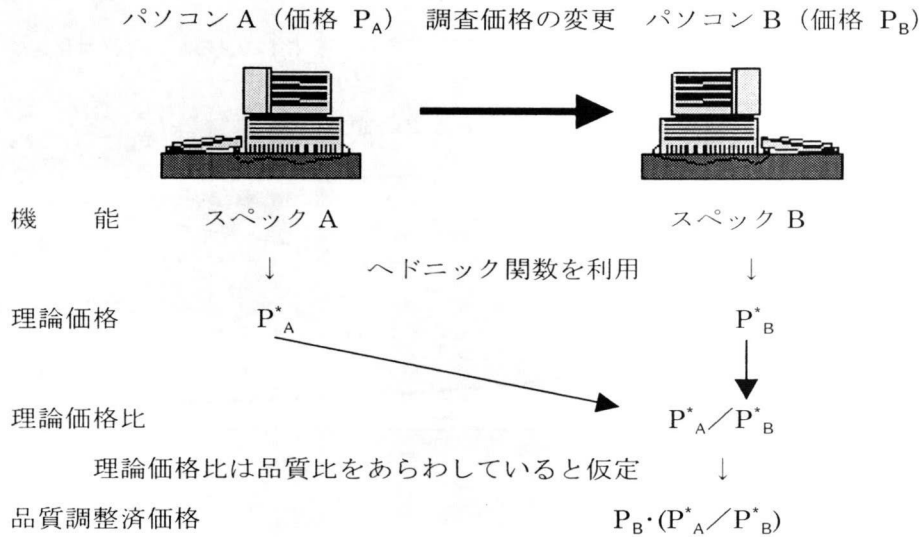 パソコン A（価格 P_A） 調査価格の変更 パソコン B（価格 P_B）
機 能 スペック A スペック B
↓ ヘドニック関数を利用 ↓
理論価格 P*_A P*_B
理論価格比 P*_A／P*_B
理論価格比は品質比をあらわしていると仮定 ↓
品質調整済価格 P_B・(P*_A／P*_B)